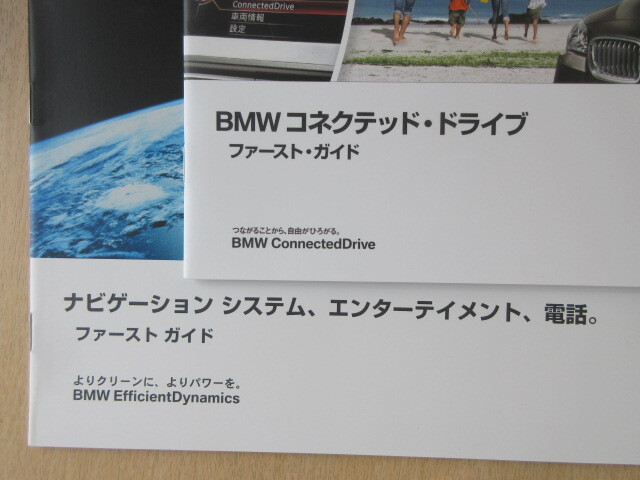 ConnectedDrive
車両情報
設定
BMW コネクテッド・ドライブ
ファースト・ガイド
つながることから、自由がひろがる。
BMW ConnectedDrive
ナビゲーション システム、エンターテイメント、電話。
ファースト ガイド
よりクリーンに、よりパワーを。
BMW EfficientDynamics